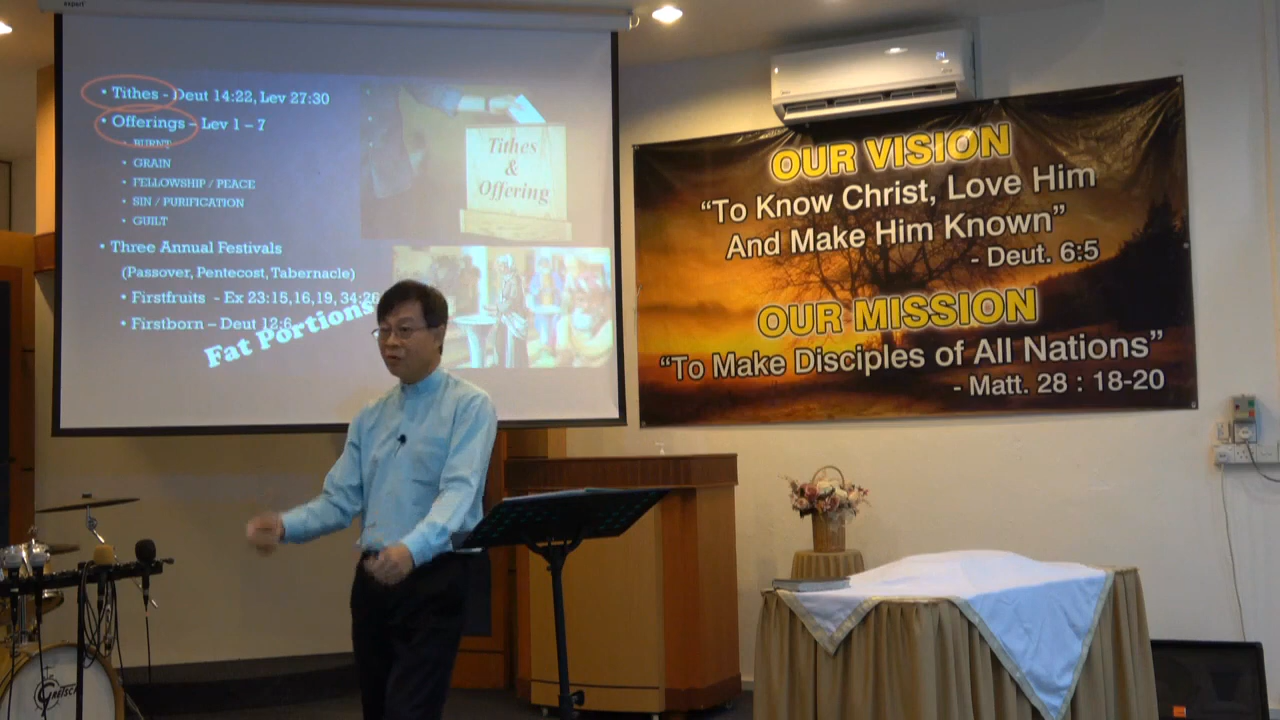 • Tithes - Deut 14:22, Lev 27:30
• Offerings – Lev 1 – 7
• BURNT
• GRAIN
• FELLOWSHIP / PEACE
• SIN / PURIFICATION
• GUILT
• Three Annual Festivals
(Passover, Pentecost, Tabernacle)
• Firstfruits - Ex 23:15,16,19, 34:26
• Firstborn – Deut 12:6
Fat Portions
Tithes
&
Offering
OUR VISION
“To Know Christ, Love Him
And Make Him Known”
- Deut. 6:5
OUR MISSION
“To Make Disciples of All Nations”
- Matt. 28 : 18-20
GRETSCH